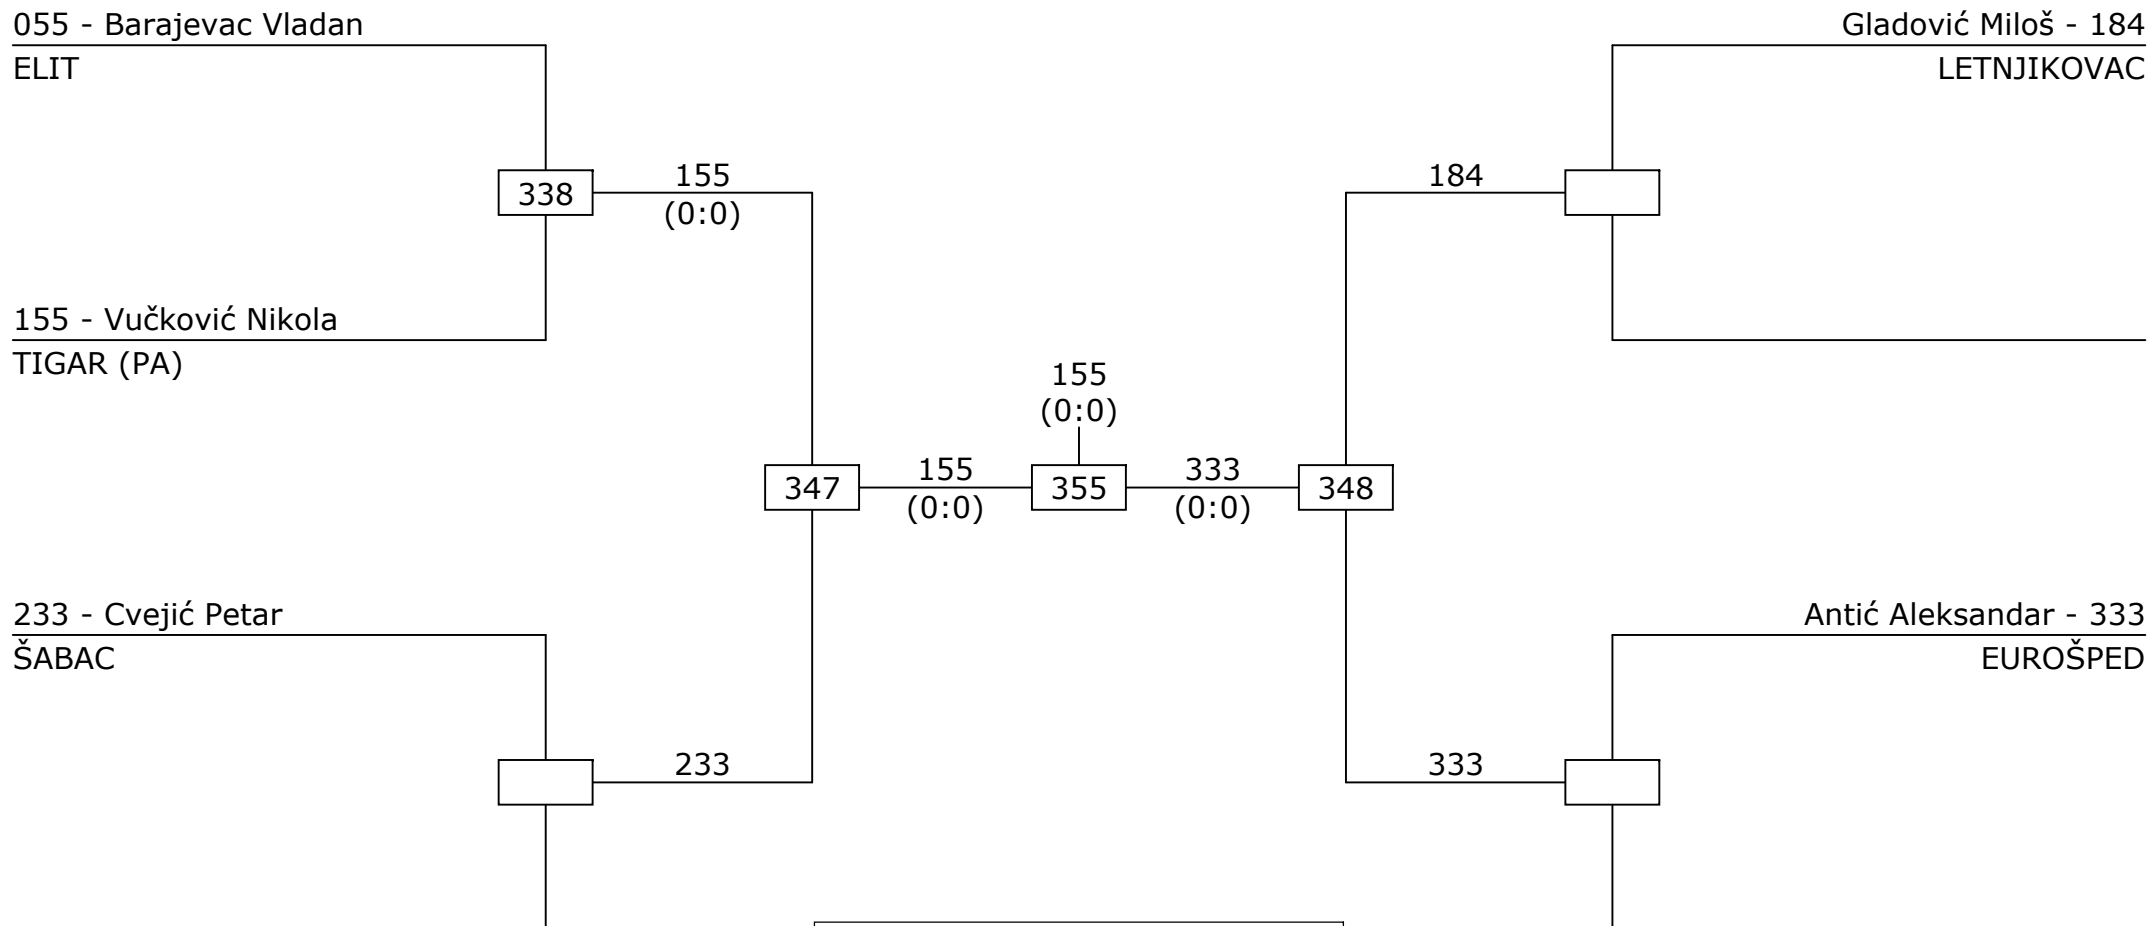 055 - Barajevac Vladan
ELIT
Gladović Miloš - 184
LETNJIKOVAC
338
155
(0:0)
184
155 - Vučković Nikola
TIGAR (PA)
155
(0:0)
347
155
(0:0)
355
333
(0:0)
348
233 - Cvejić Petar
ŠABAC
Antić Aleksandar - 333
EUROŠPED
233
333